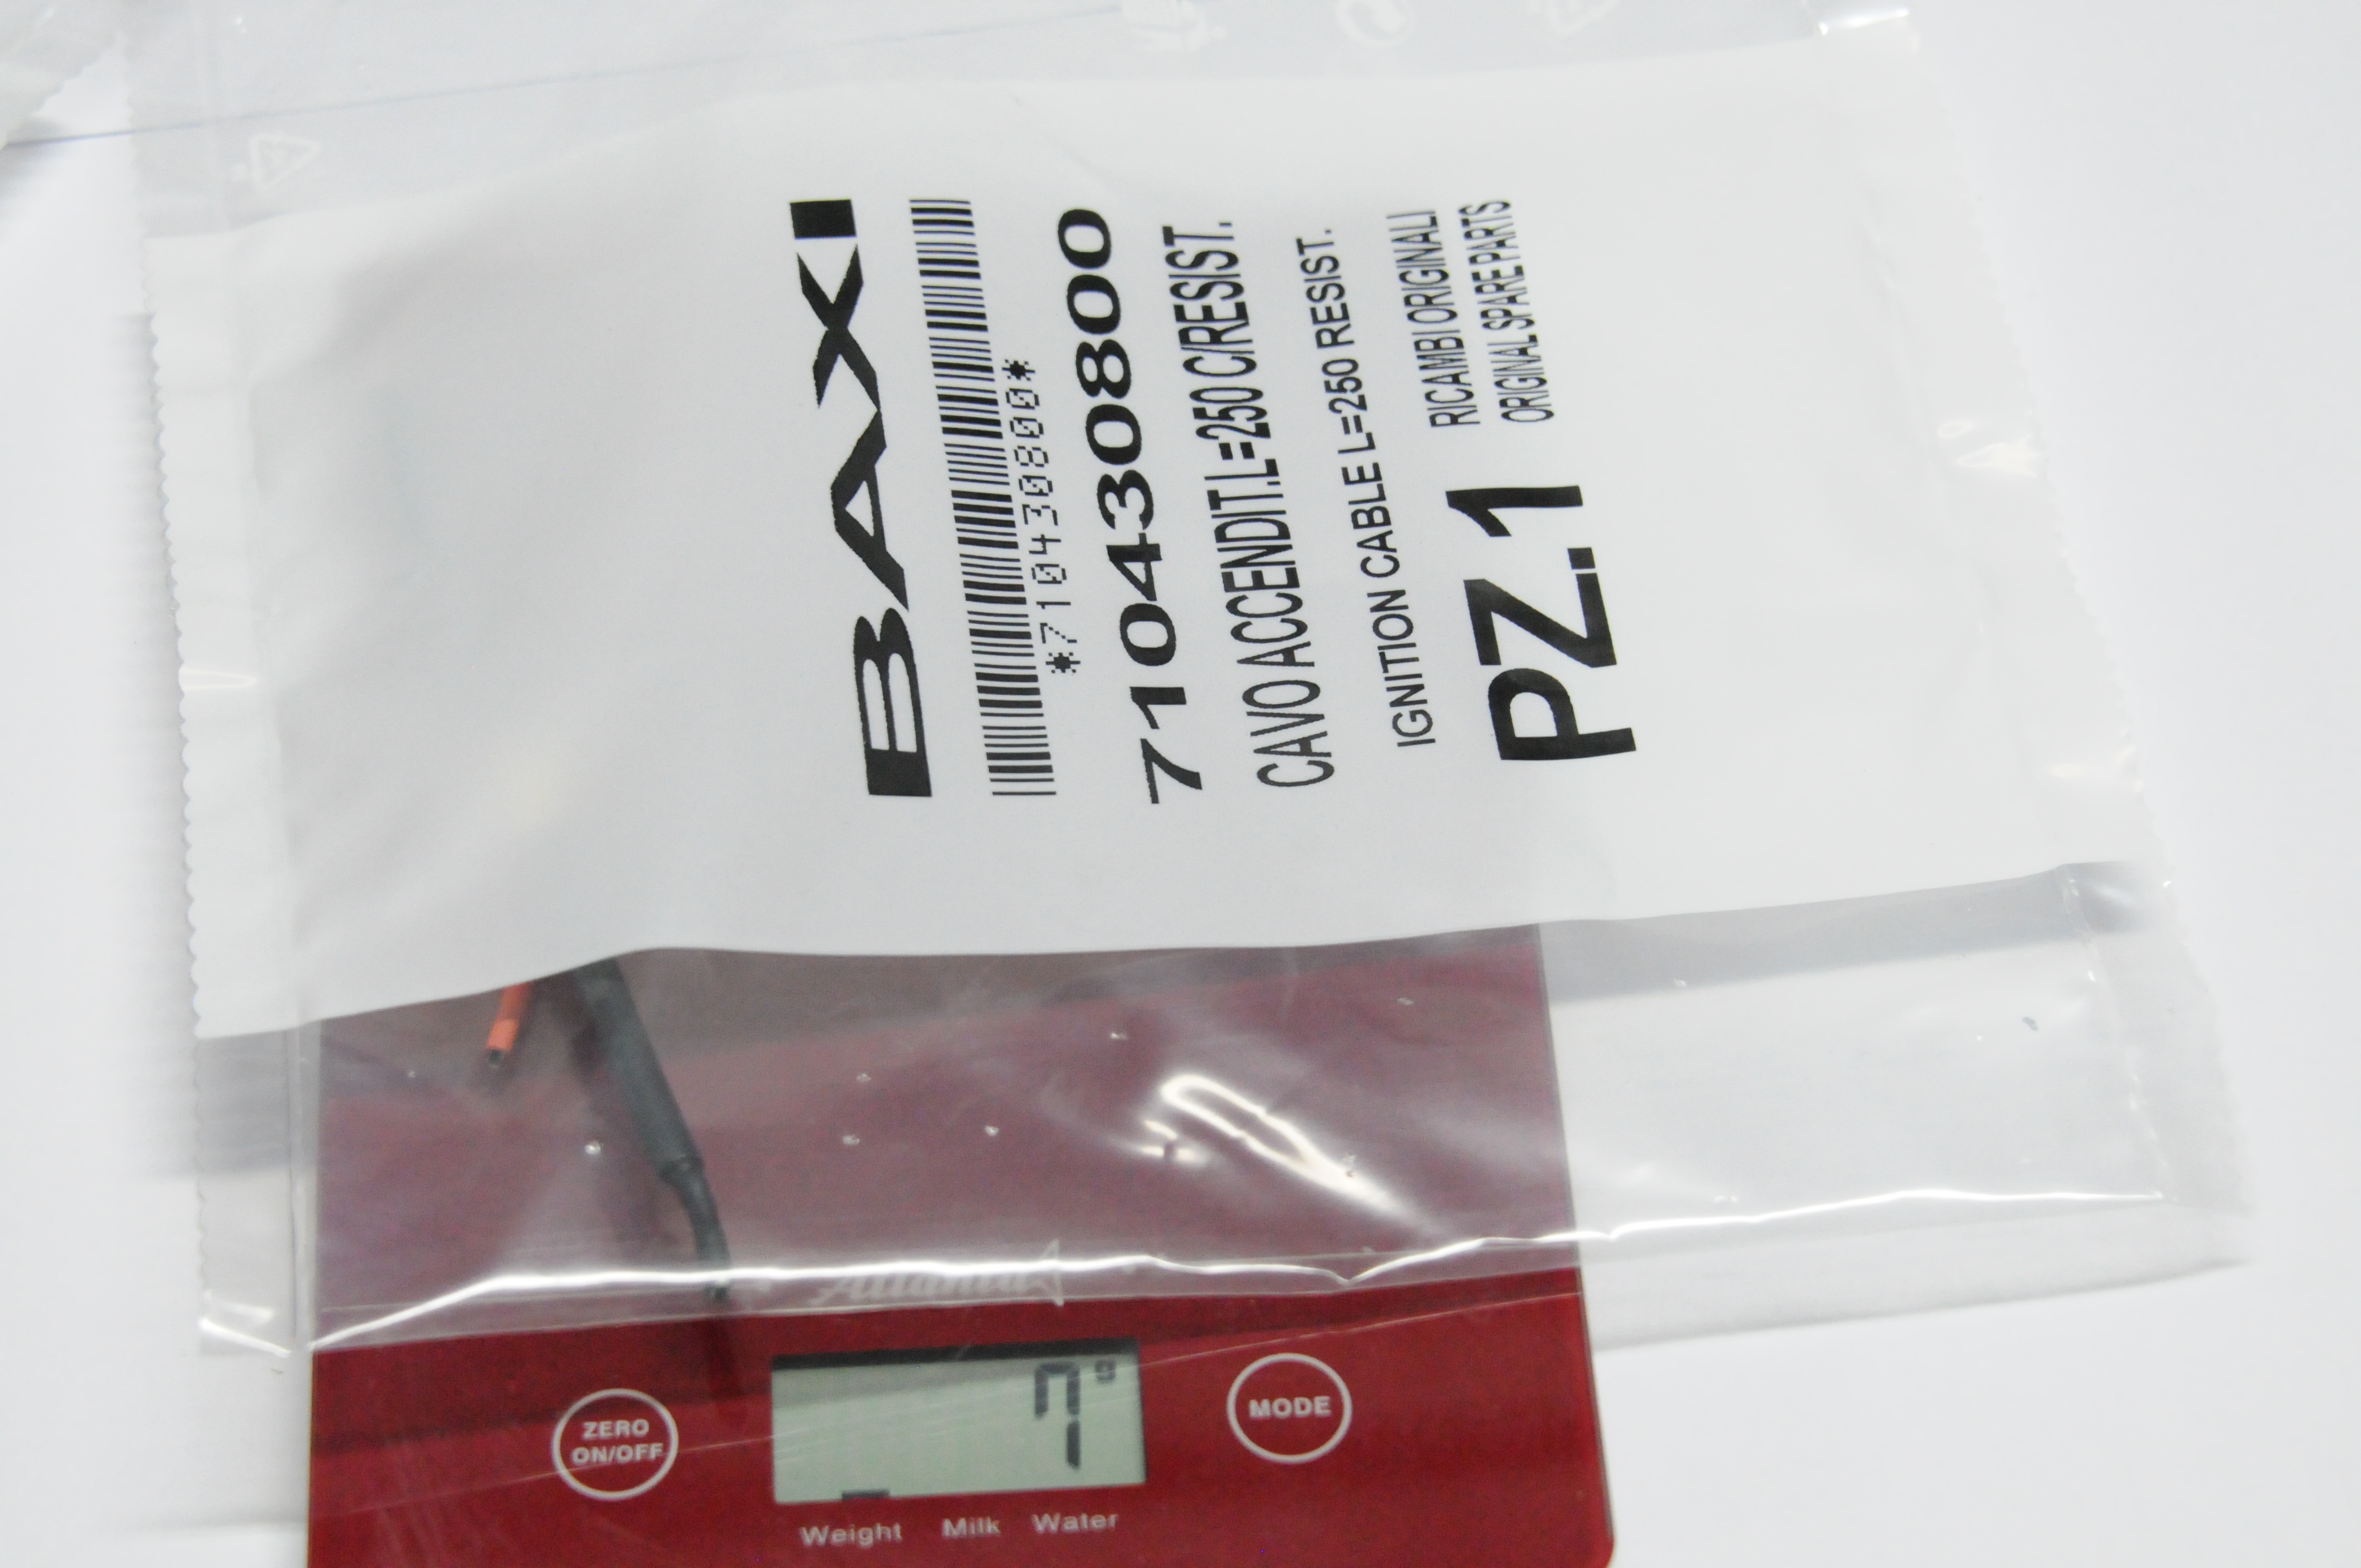 BAXI
*710430800*
710430800
CAVO ACCENDIT.L=250 C/RESIST.
IGNITION CABLE L=250 RESIST.
PZ.1
RICAMBI ORIGINALI
ORIGINAL SPARE PARTS
ZERO
ON/OFF
7 g
MODE
Weight Milk Water